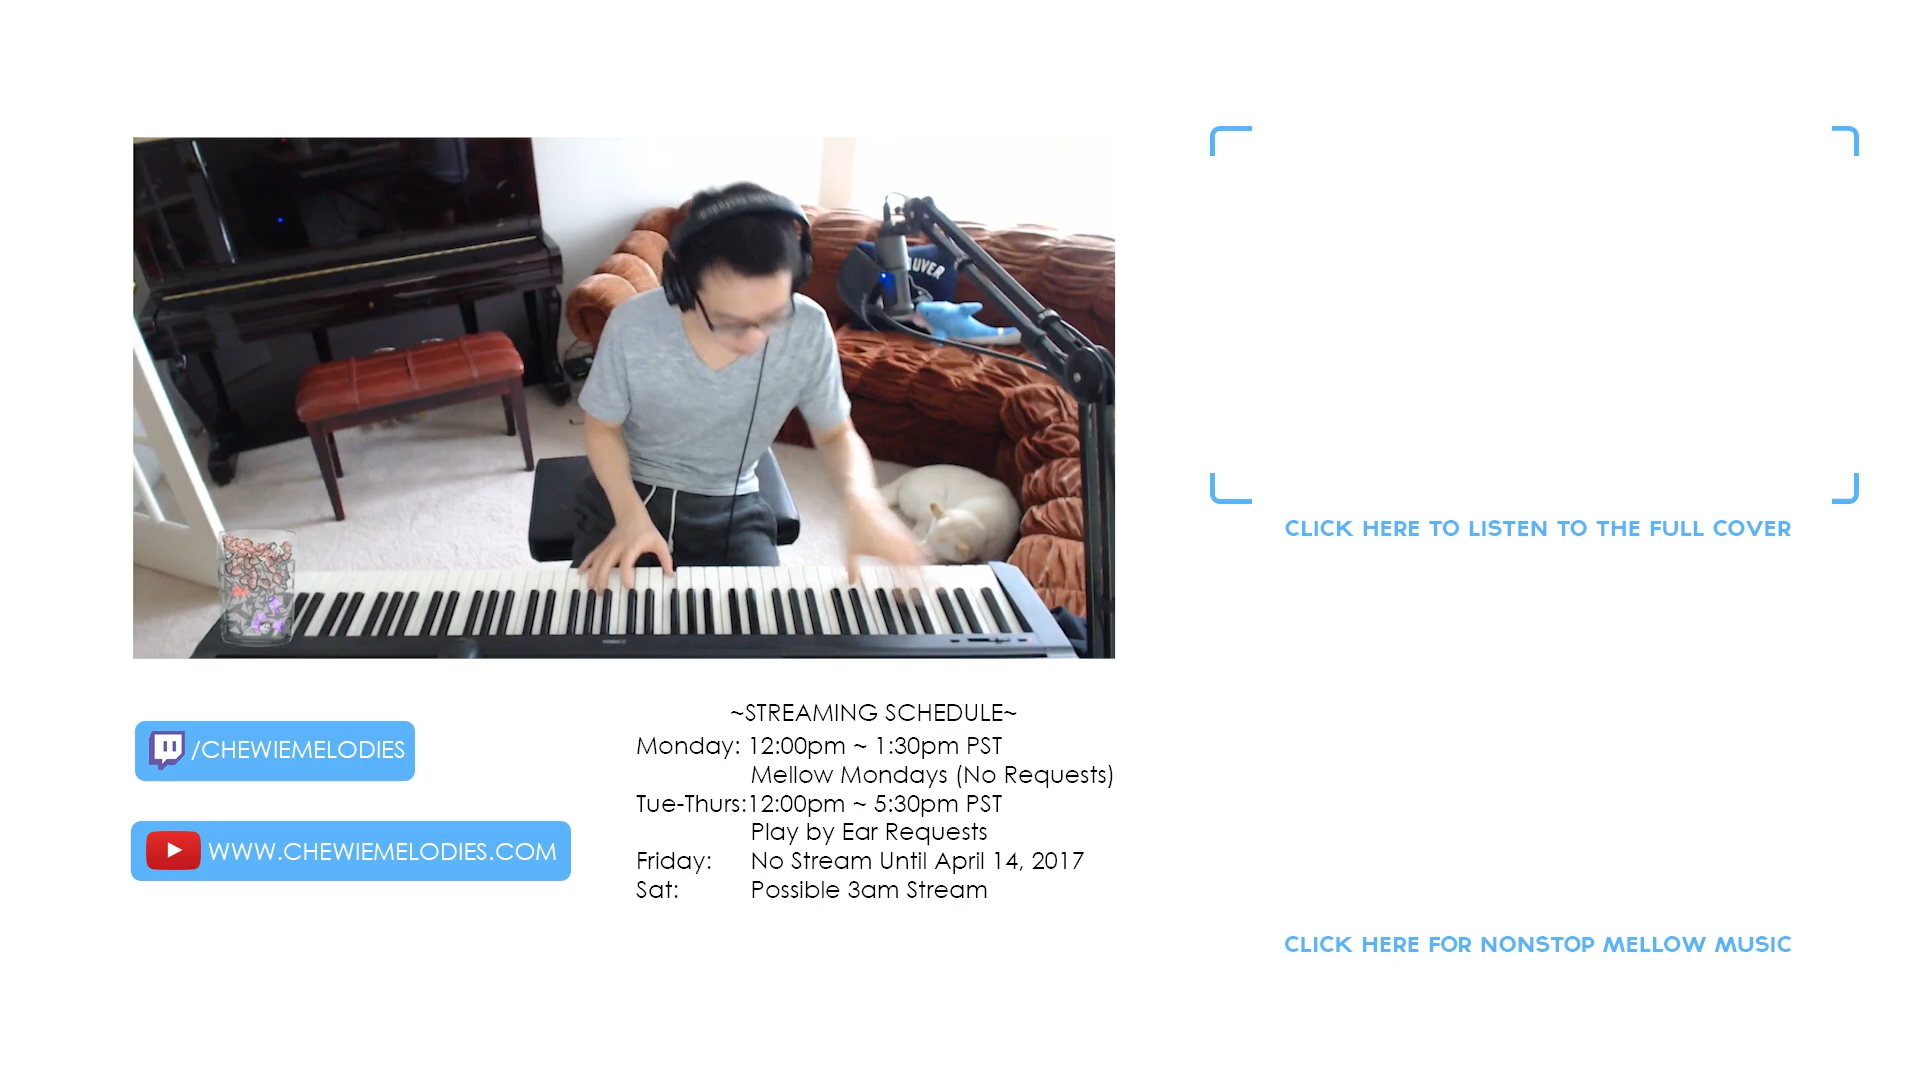 AUVER
/CHEWIEMELODIES
WWW.CHEWIEMELODIES.COM
~STREAMING SCHEDULE~
Monday: 12:00pm ~ 1:30pm PST
Mellow Mondays (No Requests)
Tue-Thurs:12:00pm ~ 5:30pm PST
Play by Ear Requests
Friday: No Stream Until April 14, 2017
Sat: Possible 3am Stream
CLICK HERE TO LISTEN TO THE FULL COVER
CLICK HERE FOR NONSTOP MELLOW MUSIC